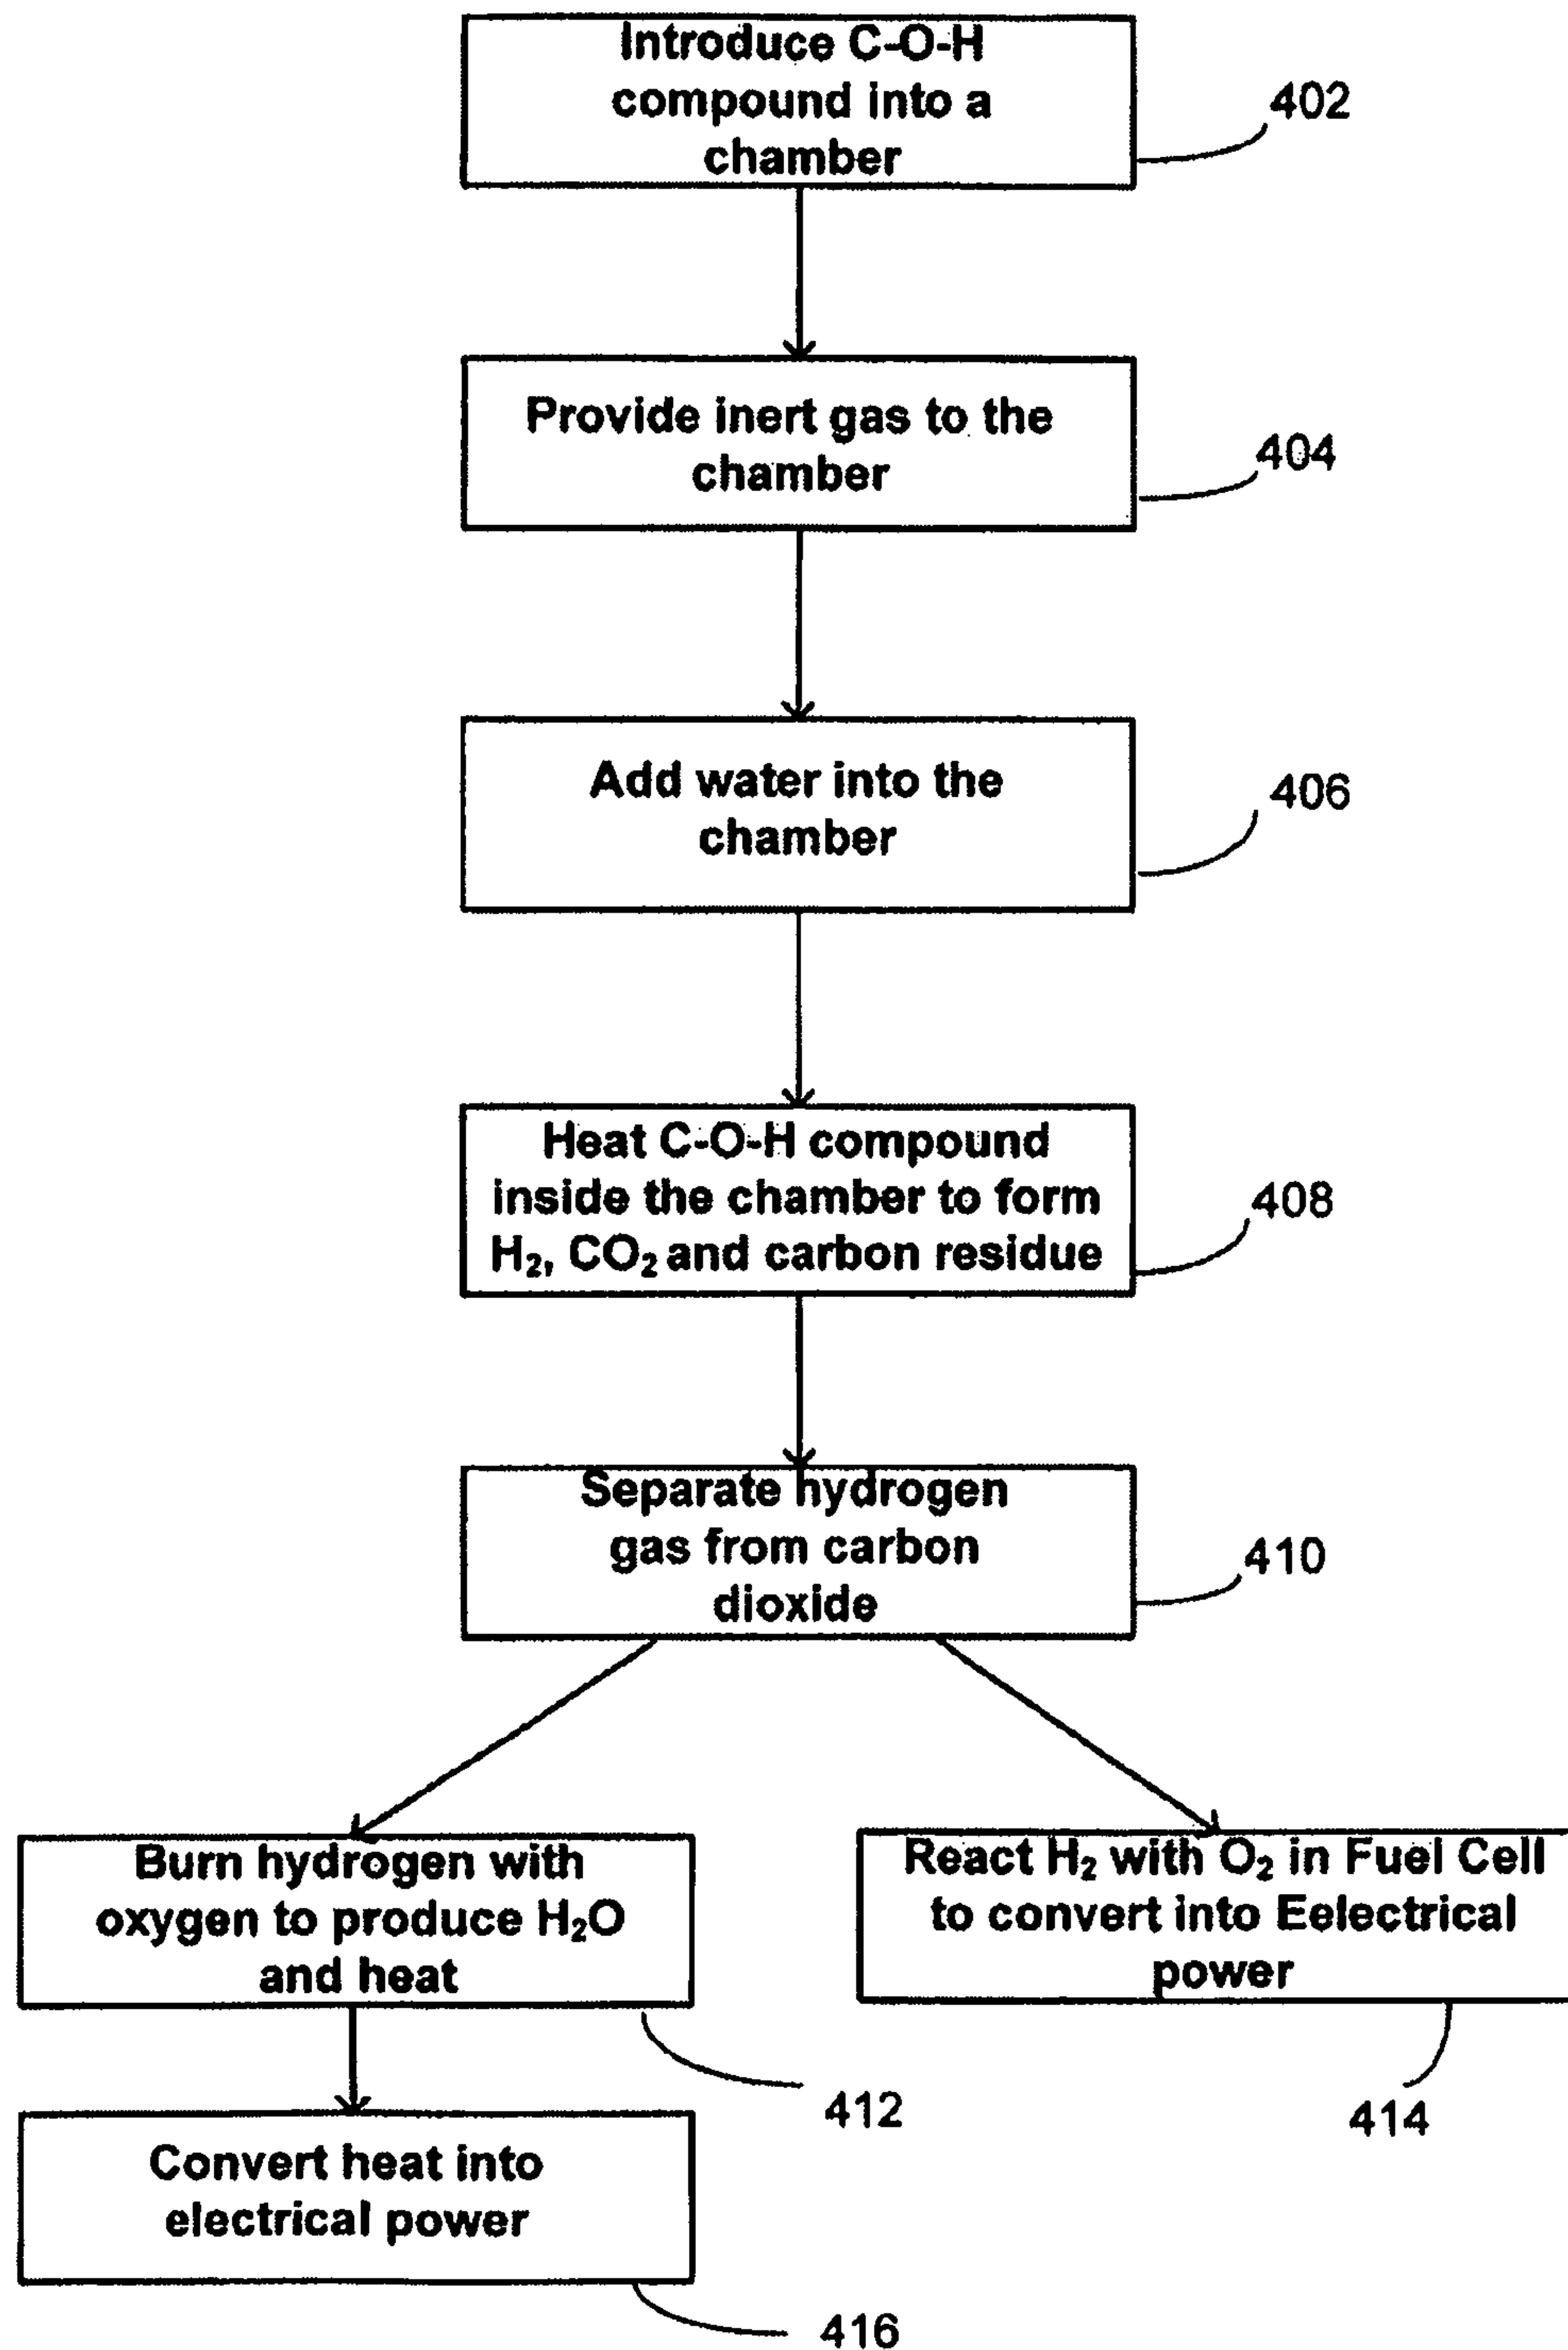 Introduce C-O-H
compound into a
chamber
402
Provide inert gas to the
chamber
404
Add water into the
chamber
406
Heat C-O-H compound
inside the chamber to form
H₂, CO₂ and carbon residue
408
Separate hydrogen
gas from carbon
dioxide
410
Burn hydrogen with
oxygen to produce H₂O
and heat
412
React H₂ with O₂ in Fuel Cell
to convert into Eelectrical
power
414
Convert heat into
electrical power
416